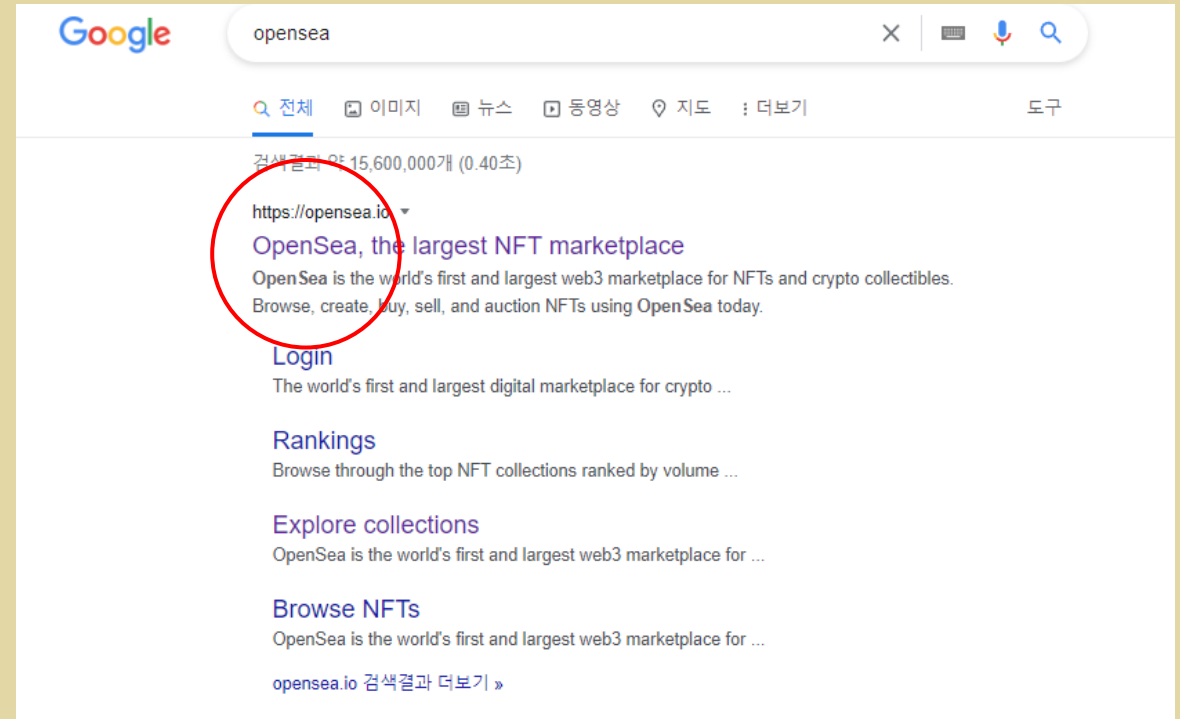 Google
opensea
전체 이미지 뉴스 동영상 지도 더보기 도구
검색결과 약 15,600,000개 (0.40초)
https://opensea.io
OpenSea, the largest NFT marketplace
OpenSea is the world's first and largest web3 marketplace for NFTs and crypto collectibles.
Browse, create, buy, sell, and auction NFTs using OpenSea today.
Login
The world's first and largest digital marketplace for crypto ...
Rankings
Browse through the top NFT collections ranked by volume ...
Explore collections
OpenSea is the world's first and largest web3 marketplace for ...
Browse NFTs
OpenSea is the world's first and largest web3 marketplace for ...
opensea.io 검색결과 더보기 »